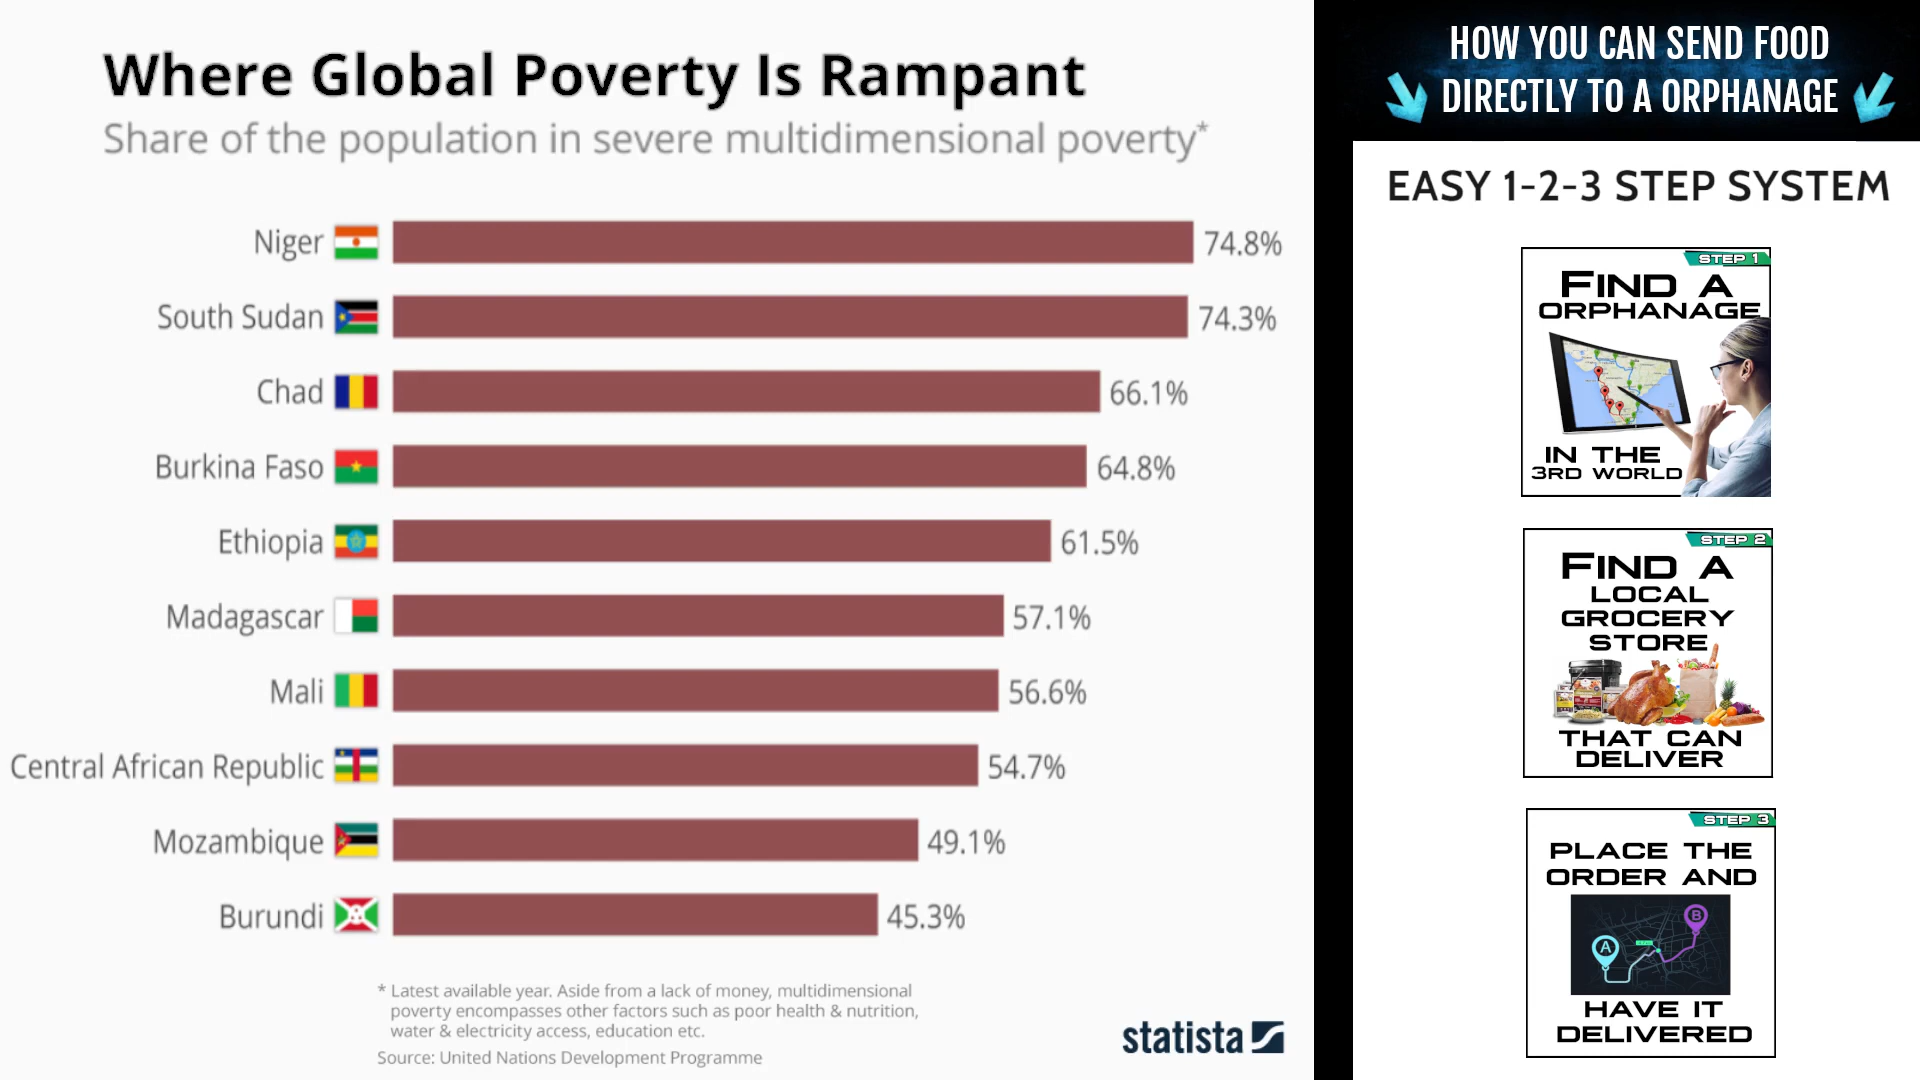 Where Global Poverty Is Rampant
Share of the population in severe multidimensional poverty*
Niger 74.8%
South Sudan 74.3%
Chad 66.1%
Burkina Faso 64.8%
Ethiopia 61.5%
Madagascar 57.1%
Mali 56.6%
Central African Republic 54.7%
Mozambique 49.1%
Burundi 45.3%
* Latest available year. Aside from a lack of money, multidimensional
poverty encompasses other factors such as poor health & nutrition,
water & electricity access, education etc.
Source: United Nations Development Programme
statista
HOW YOU CAN SEND FOOD
DIRECTLY TO A ORPHANAGE
EASY 1-2-3 STEP SYSTEM
STEP 1
FIND A
ORPHANAGE
IN THE
3RD WORLD
STEP 2
FIND A
LOCAL
GROCERY
STORE
THAT CAN
DELIVER
STEP 3
PLACE THE
ORDER AND
A
B
HAVE IT
DELIVERED